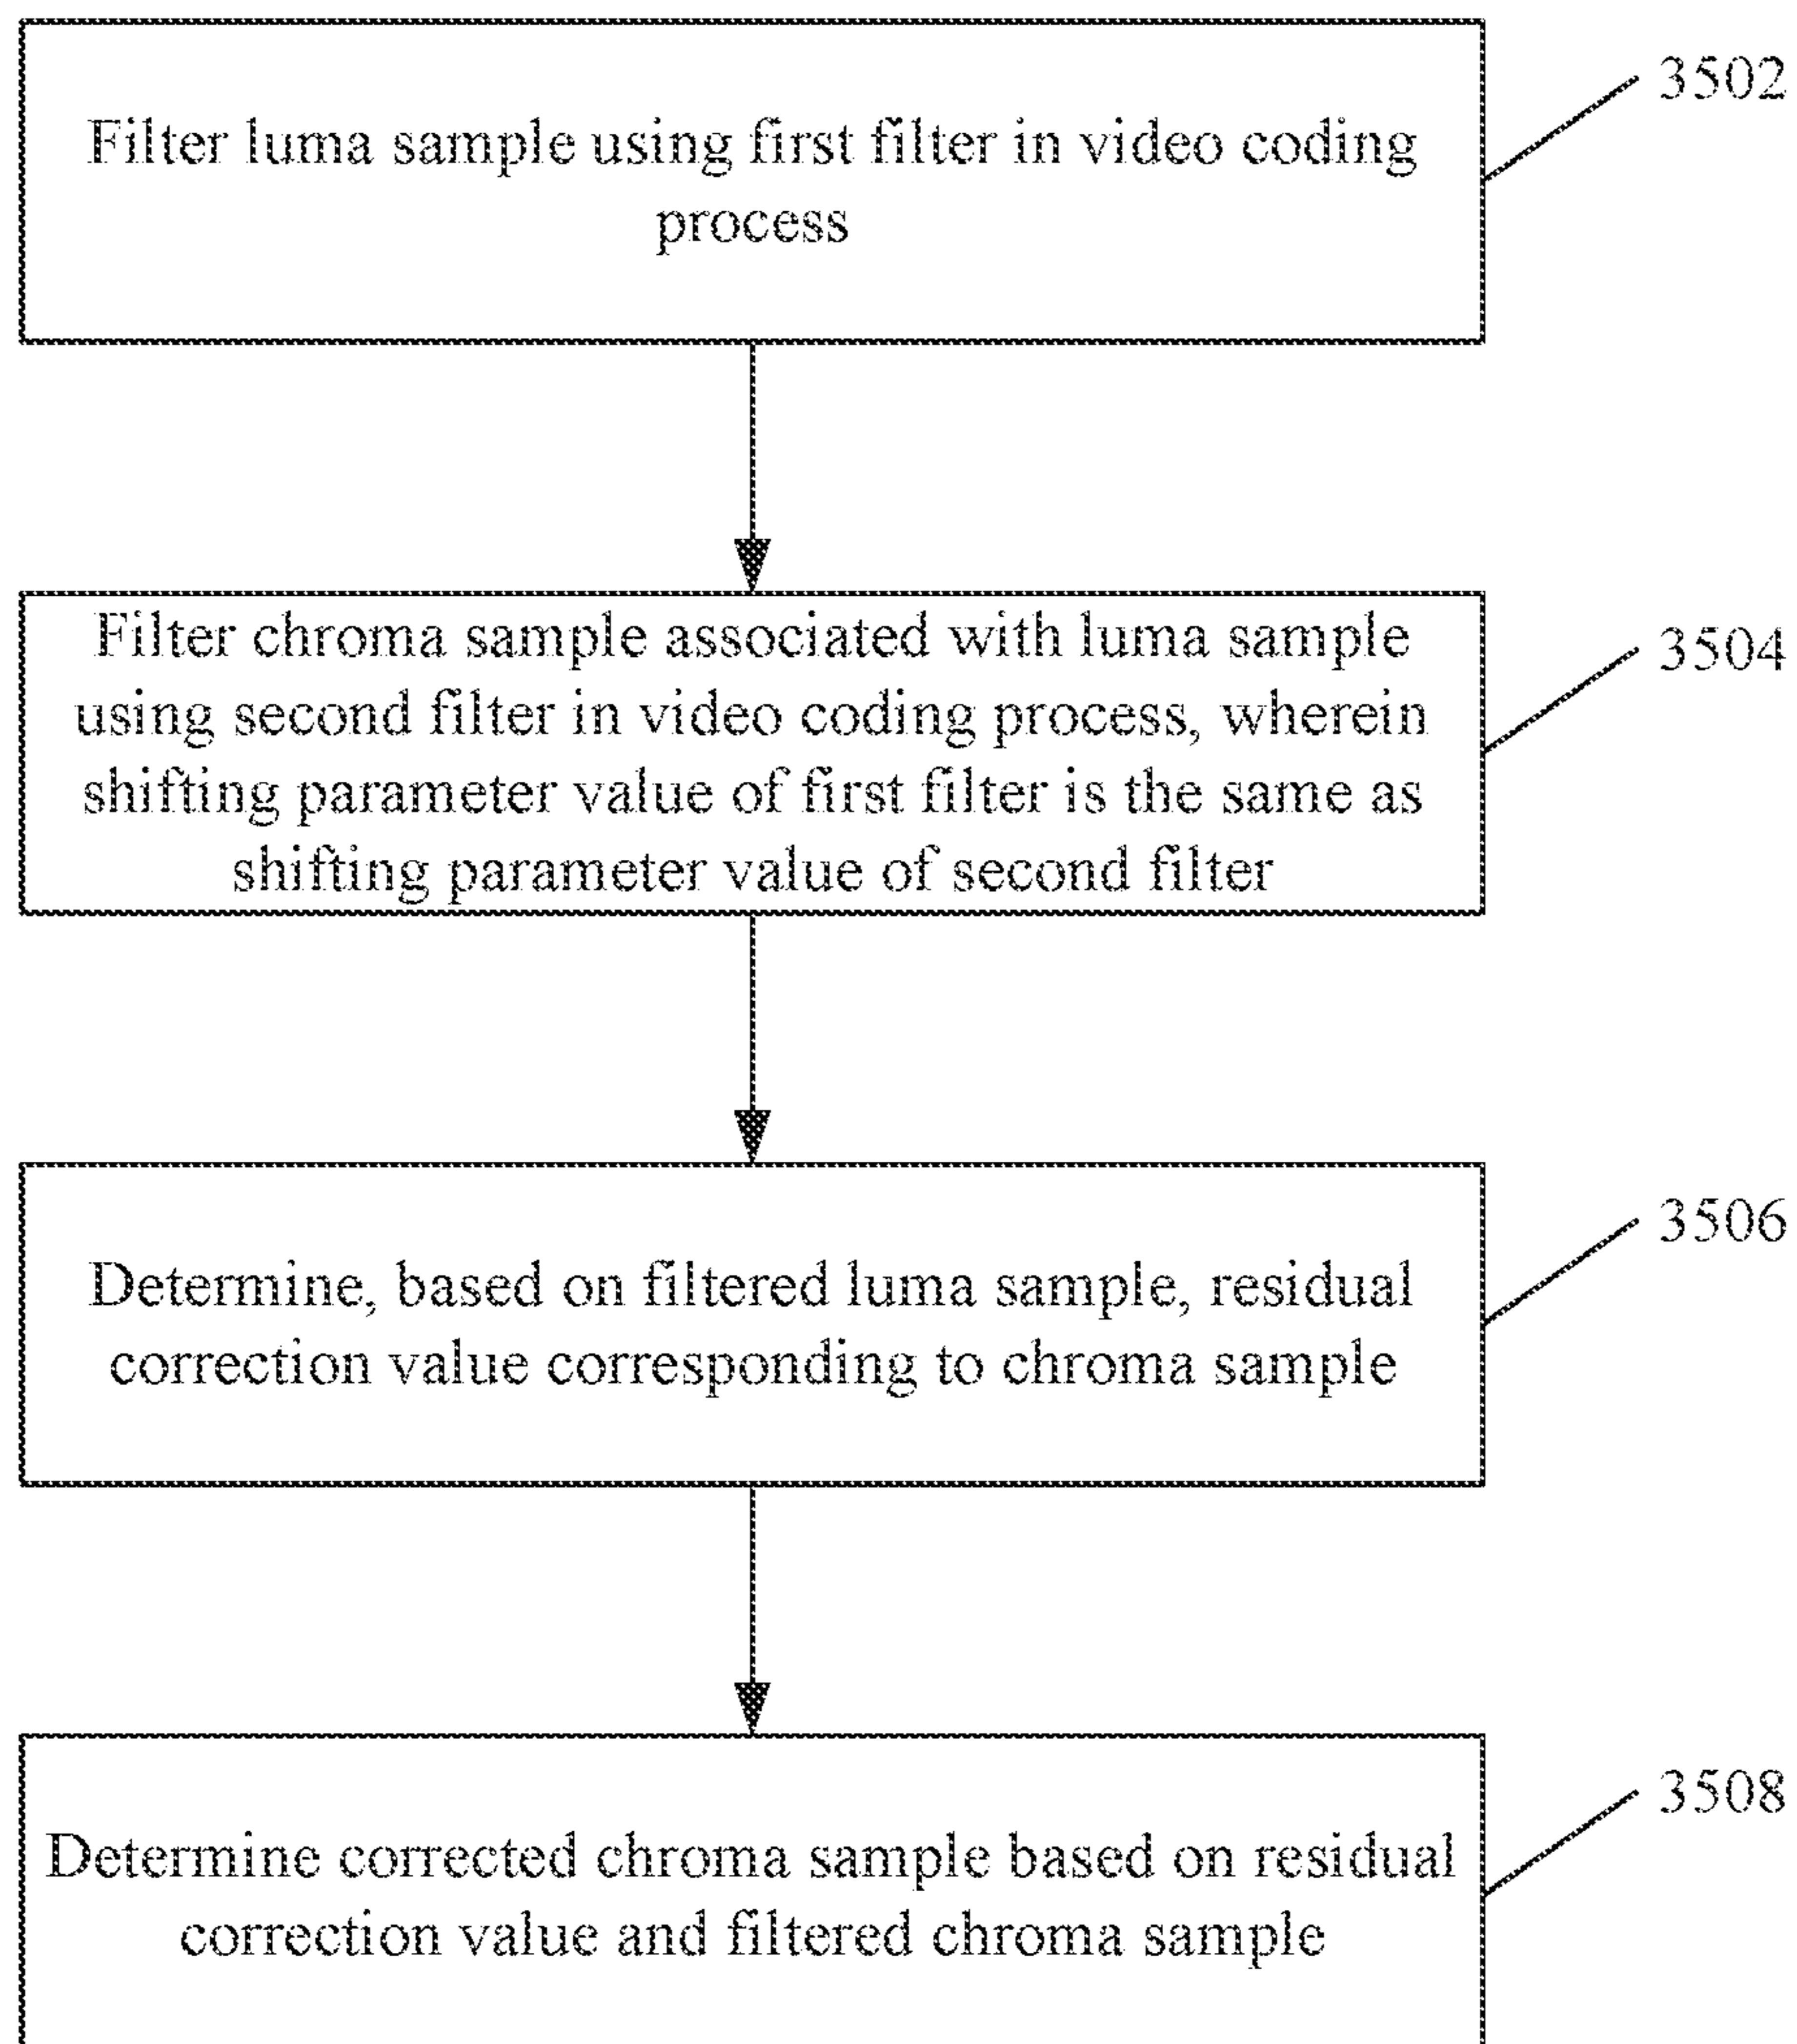 Filter luma sample using first filter in video coding
process
3502
Filter chroma sample associated with luma sample
using second filter in video coding process, wherein
shifting parameter value of first filter is the same as
shifting parameter value of second filter
3504
Determine, based on filtered luma sample, residual
correction value corresponding to chroma sample
3506
Determine corrected chroma sample based on residual
correction value and filtered chroma sample
3508